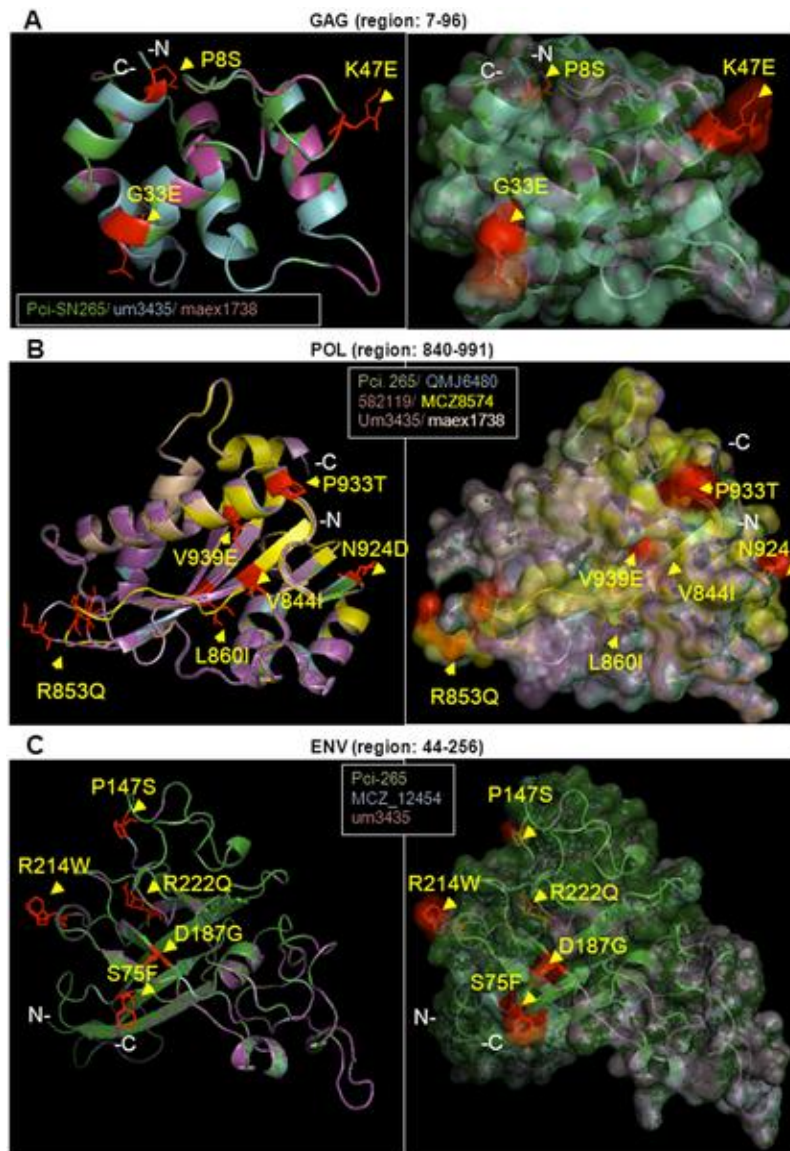 A GAG (region: 7-96)
-N
C-
P8S
K47E
G33E
Pci-SN265/ um3435/ maex1738
-N
C-
P8S
K47E
G33E
B POL (region: 840-991)
Pci. 265/ QMJ6480
582119/ MCZ8574
Um3435/ maex1738
-C
P933T
-N
V939E
N924D
V844I
L860I
R853Q
-C
P933T
-N
N924
V939E
V844I
L860I
R853Q
C ENV (region: 44-256)
Pci-265
MCZ_12454
um3435
P147S
R214W
R222Q
D187G
S75F
N-
-C
P147S
R214W
R222Q
D187G
S75F
N-
-C